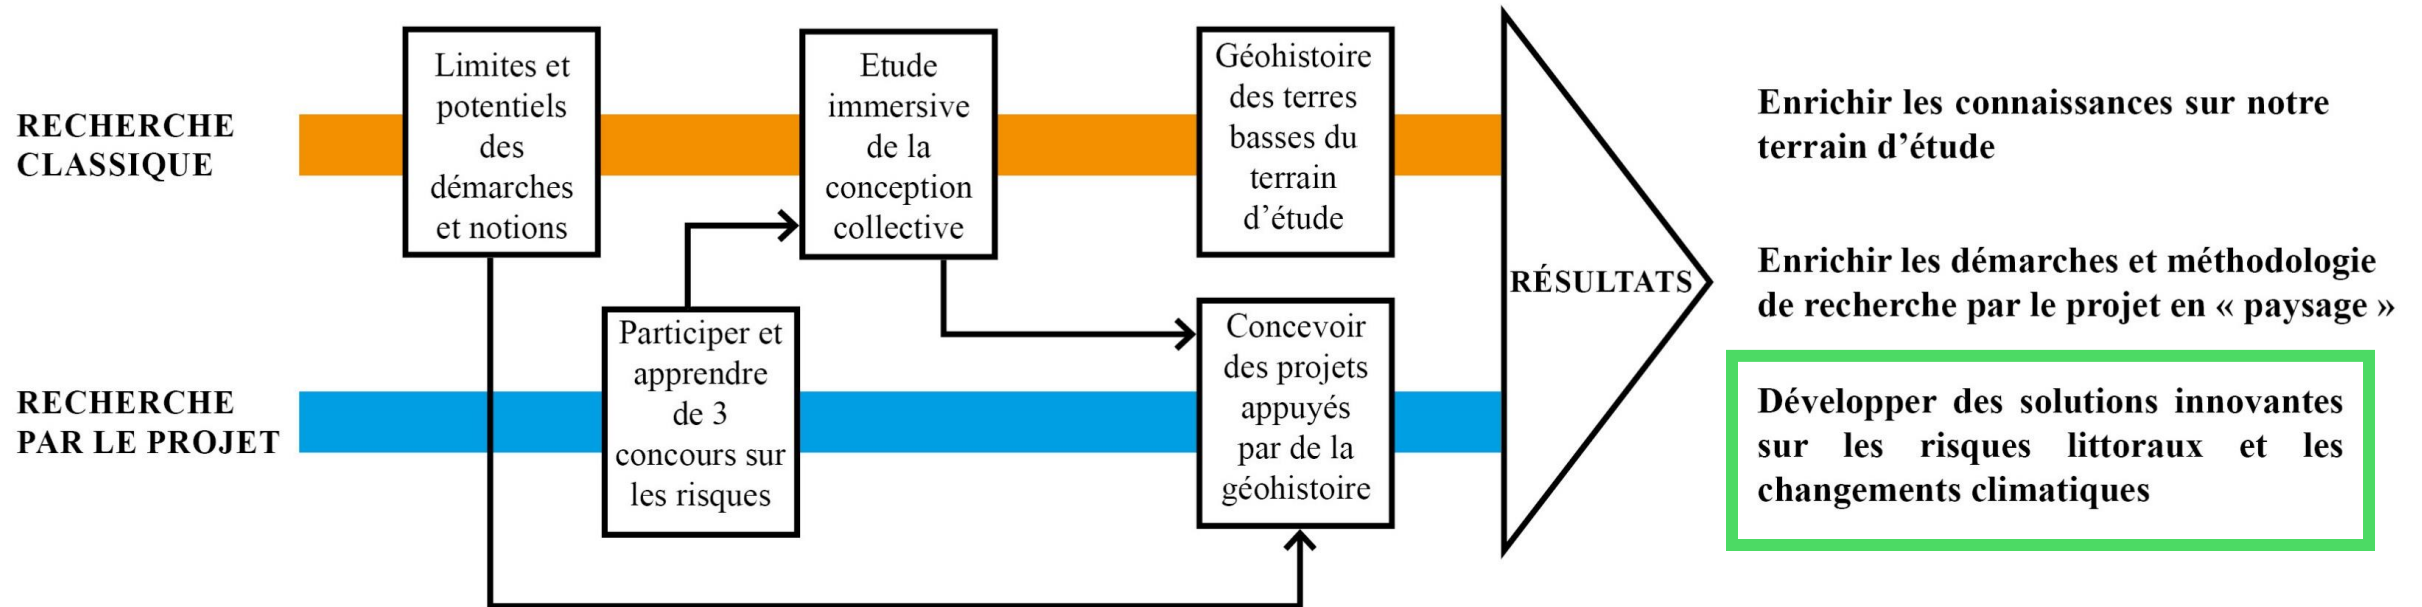 RECHERCHE
CLASSIQUE
Limites et
potentiels
des
démarches
et notions
Etude
immersive
de la
conception
collective
Géohistoire
des terres
basses du
terrain
d’étude
RECHERCHE
PAR LE PROJET
Participer et
apprendre
de 3
concours sur
les risques
Concevoir
des projets
appuyés
par de la
géohistoire
RÉSULTATS
Enrichir les connaissances sur notre
terrain d’étude
Enrichir les démarches et méthodologie
de recherche par le projet en « paysage »
Développer des solutions innovantes
sur les risques littoraux et les
changements climatiques